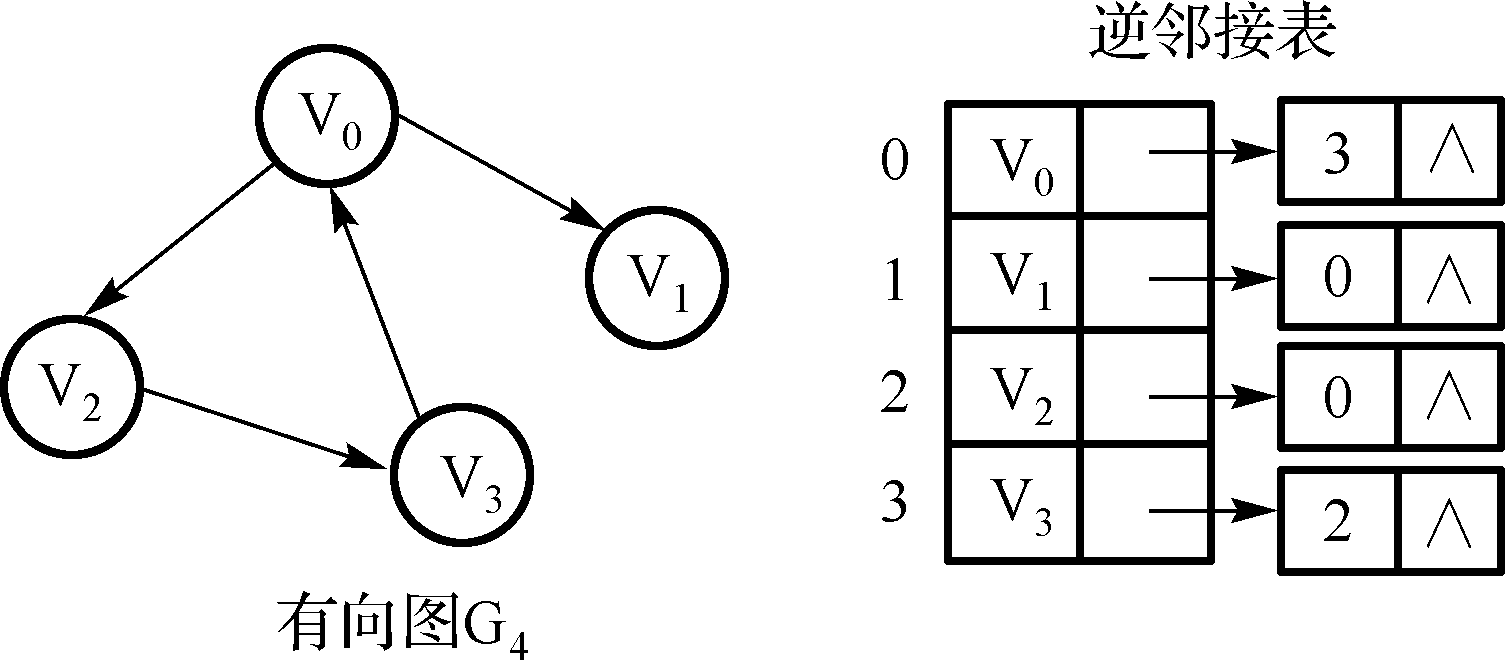 逆邻接表
V0
V1
V2
V3
有向图G4
0 V0 3 ∧
1 V1 0 ∧
2 V2 0 ∧
3 V3 2 ∧